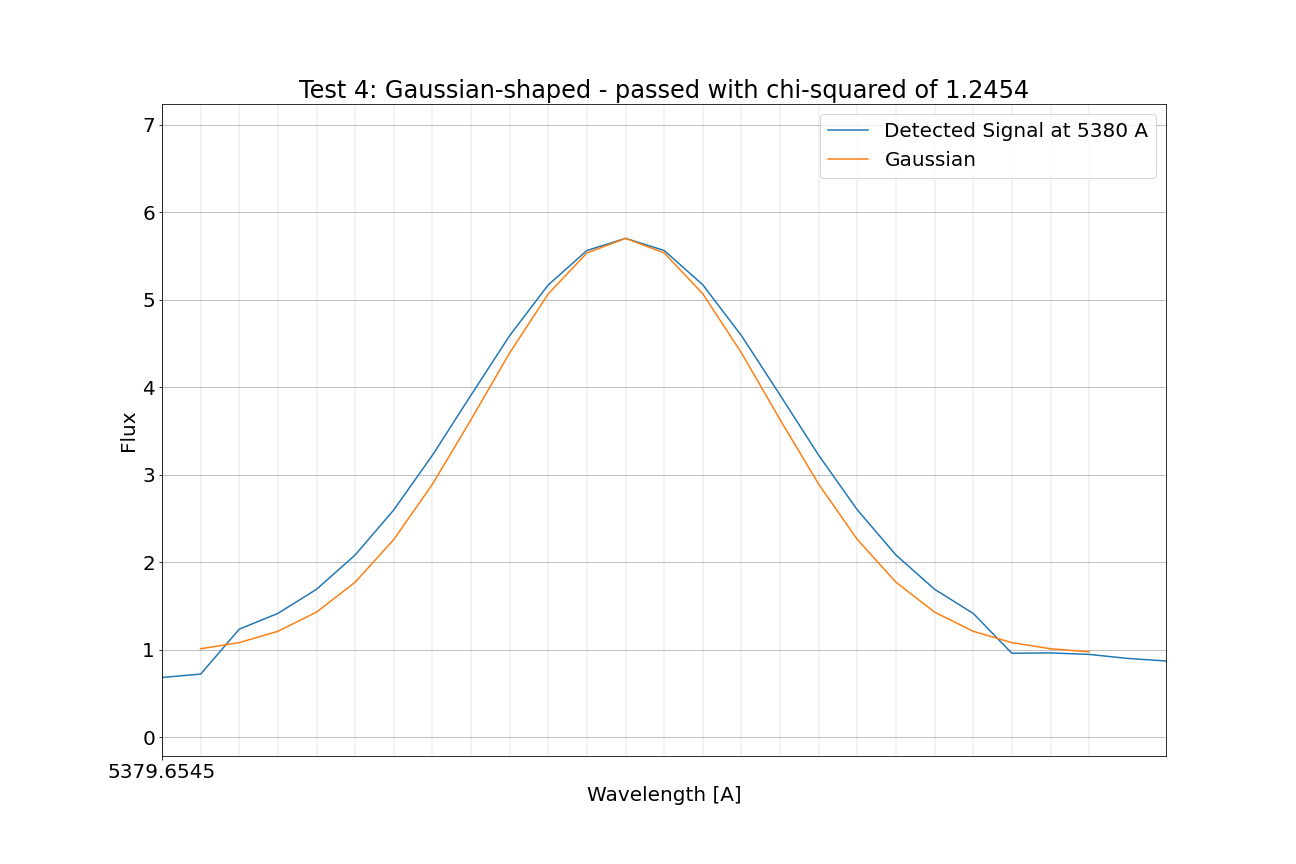 Test 4: Gaussian-shaped - passed with chi-squared of 1.2454
Detected Signal at 5380 A
Gaussian
7
6
5
4
3
2
1
0
Flux
5379.6545
Wavelength [A]